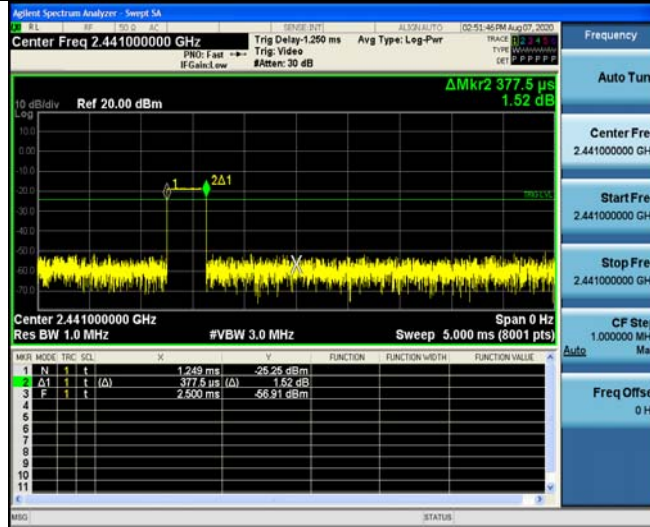 Agilent Spectrum Analyzer - Swept SA
RL RF 50 Ω AC SENSE:INT ALIGN AUTO 02:51:46 PM Aug 07, 2020
Center Freq 2.441000000 GHz
PNO: Fast
IFGain:Low
Trig Delay-1.250 ms
Trig: Video
#Atten: 30 dB
Avg Type: Log-Pwr
TRACE 1 2 3 4 5 6
TYPE
DET P P P P P P
ΔMkr2 377.5 µs
1.52 dB
10 dB/div Ref 20.00 dBm
Log
10.0
0.00
-10.0
-20.0
-30.0
-40.0
-50.0
-60.0
-70.0
1
2Δ1
TRIG LVL
X
Center 2.441000000 GHz Span 0 Hz
Res BW 1.0 MHz #VBW 3.0 MHz Sweep 5.000 ms (8001 pts)
MKR MODE TRC SCL X Y FUNCTION FUNCTION WIDTH FUNCTION VALUE
1 N 1 t 1.249 ms -25.25 dBm
2 Δ1 1 t (Δ) 377.5 µs (Δ) 1.52 dB
3 F 1 t 2.500 ms -56.91 dBm
4
5
6
7
8
9
10
11
MSG STATUS
Frequency
Auto Tun
Center Fre
2.441000000 GH
Start Fre
2.441000000 GH
Stop Fre
2.441000000 GH
CF Ste
1.000000 MH
Auto Ma
Freq Offse
0 H